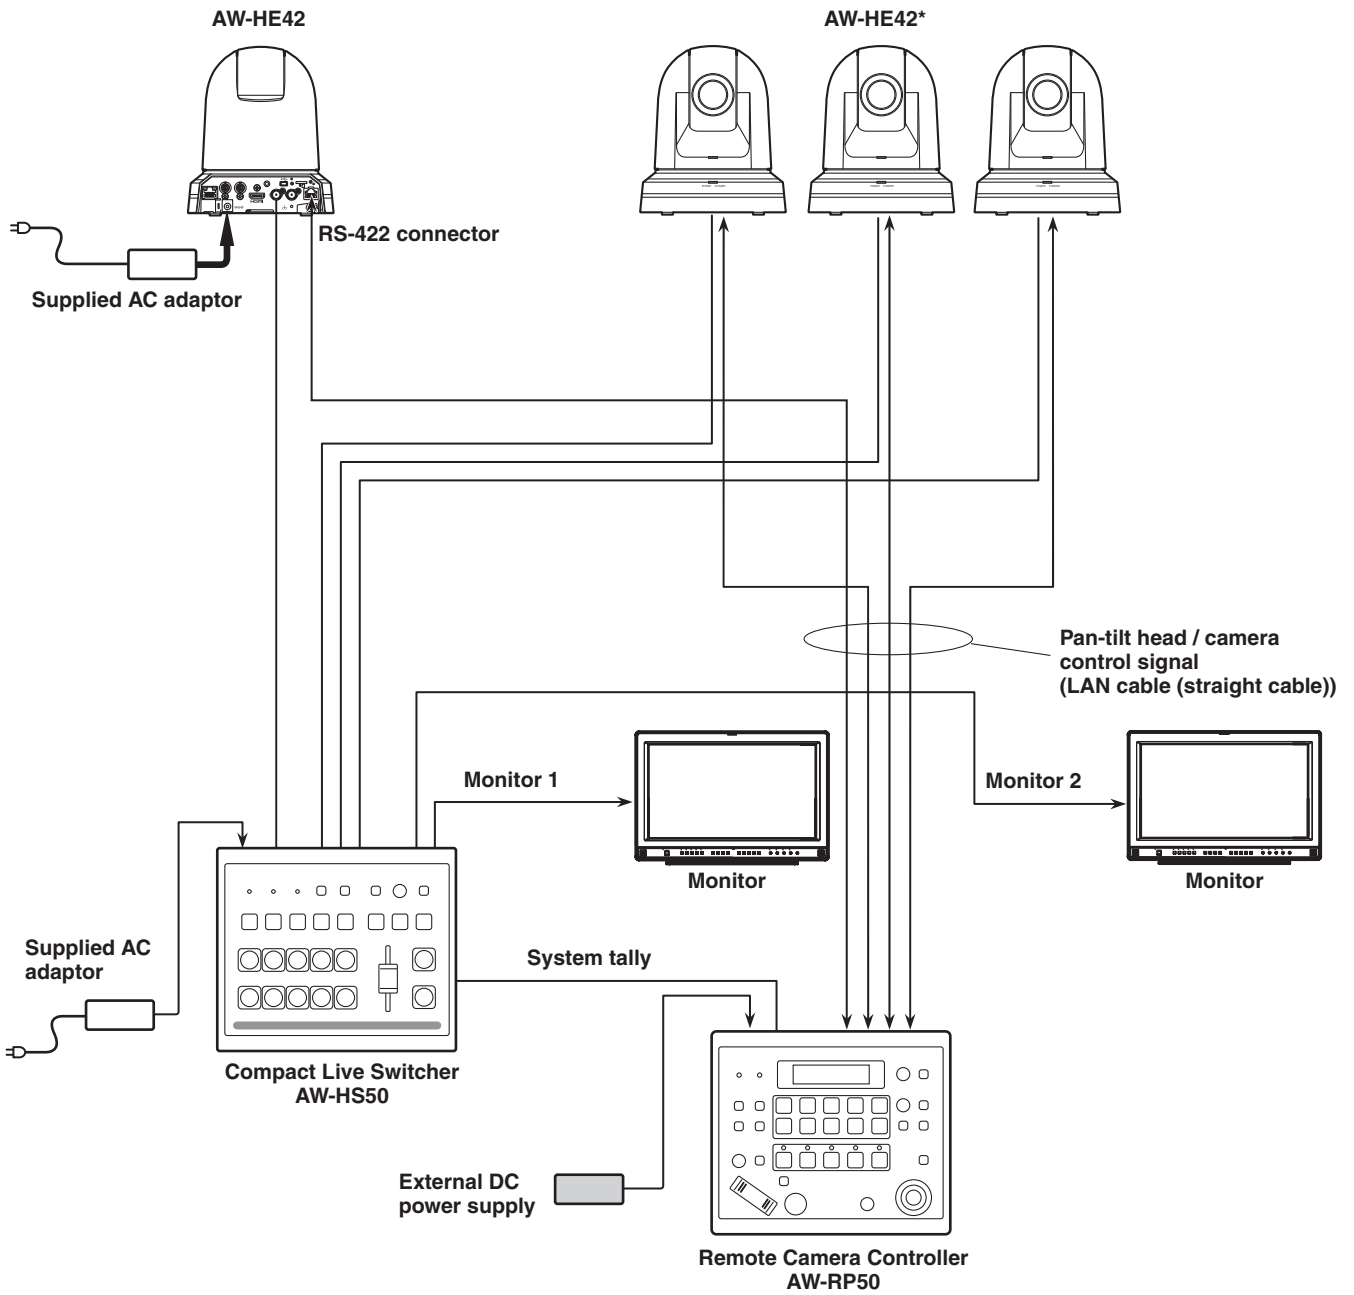 AW-HE42
AW-HE42*
HDMI
RS-422 connector
Supplied AC adaptor
Pan-tilt head / camera
control signal
(LAN cable (straight cable))
Monitor 1
Monitor 2
Monitor
Monitor
Supplied AC
adaptor
System tally
Compact Live Switcher
AW-HS50
External DC
power supply
Remote Camera Controller
AW-RP50